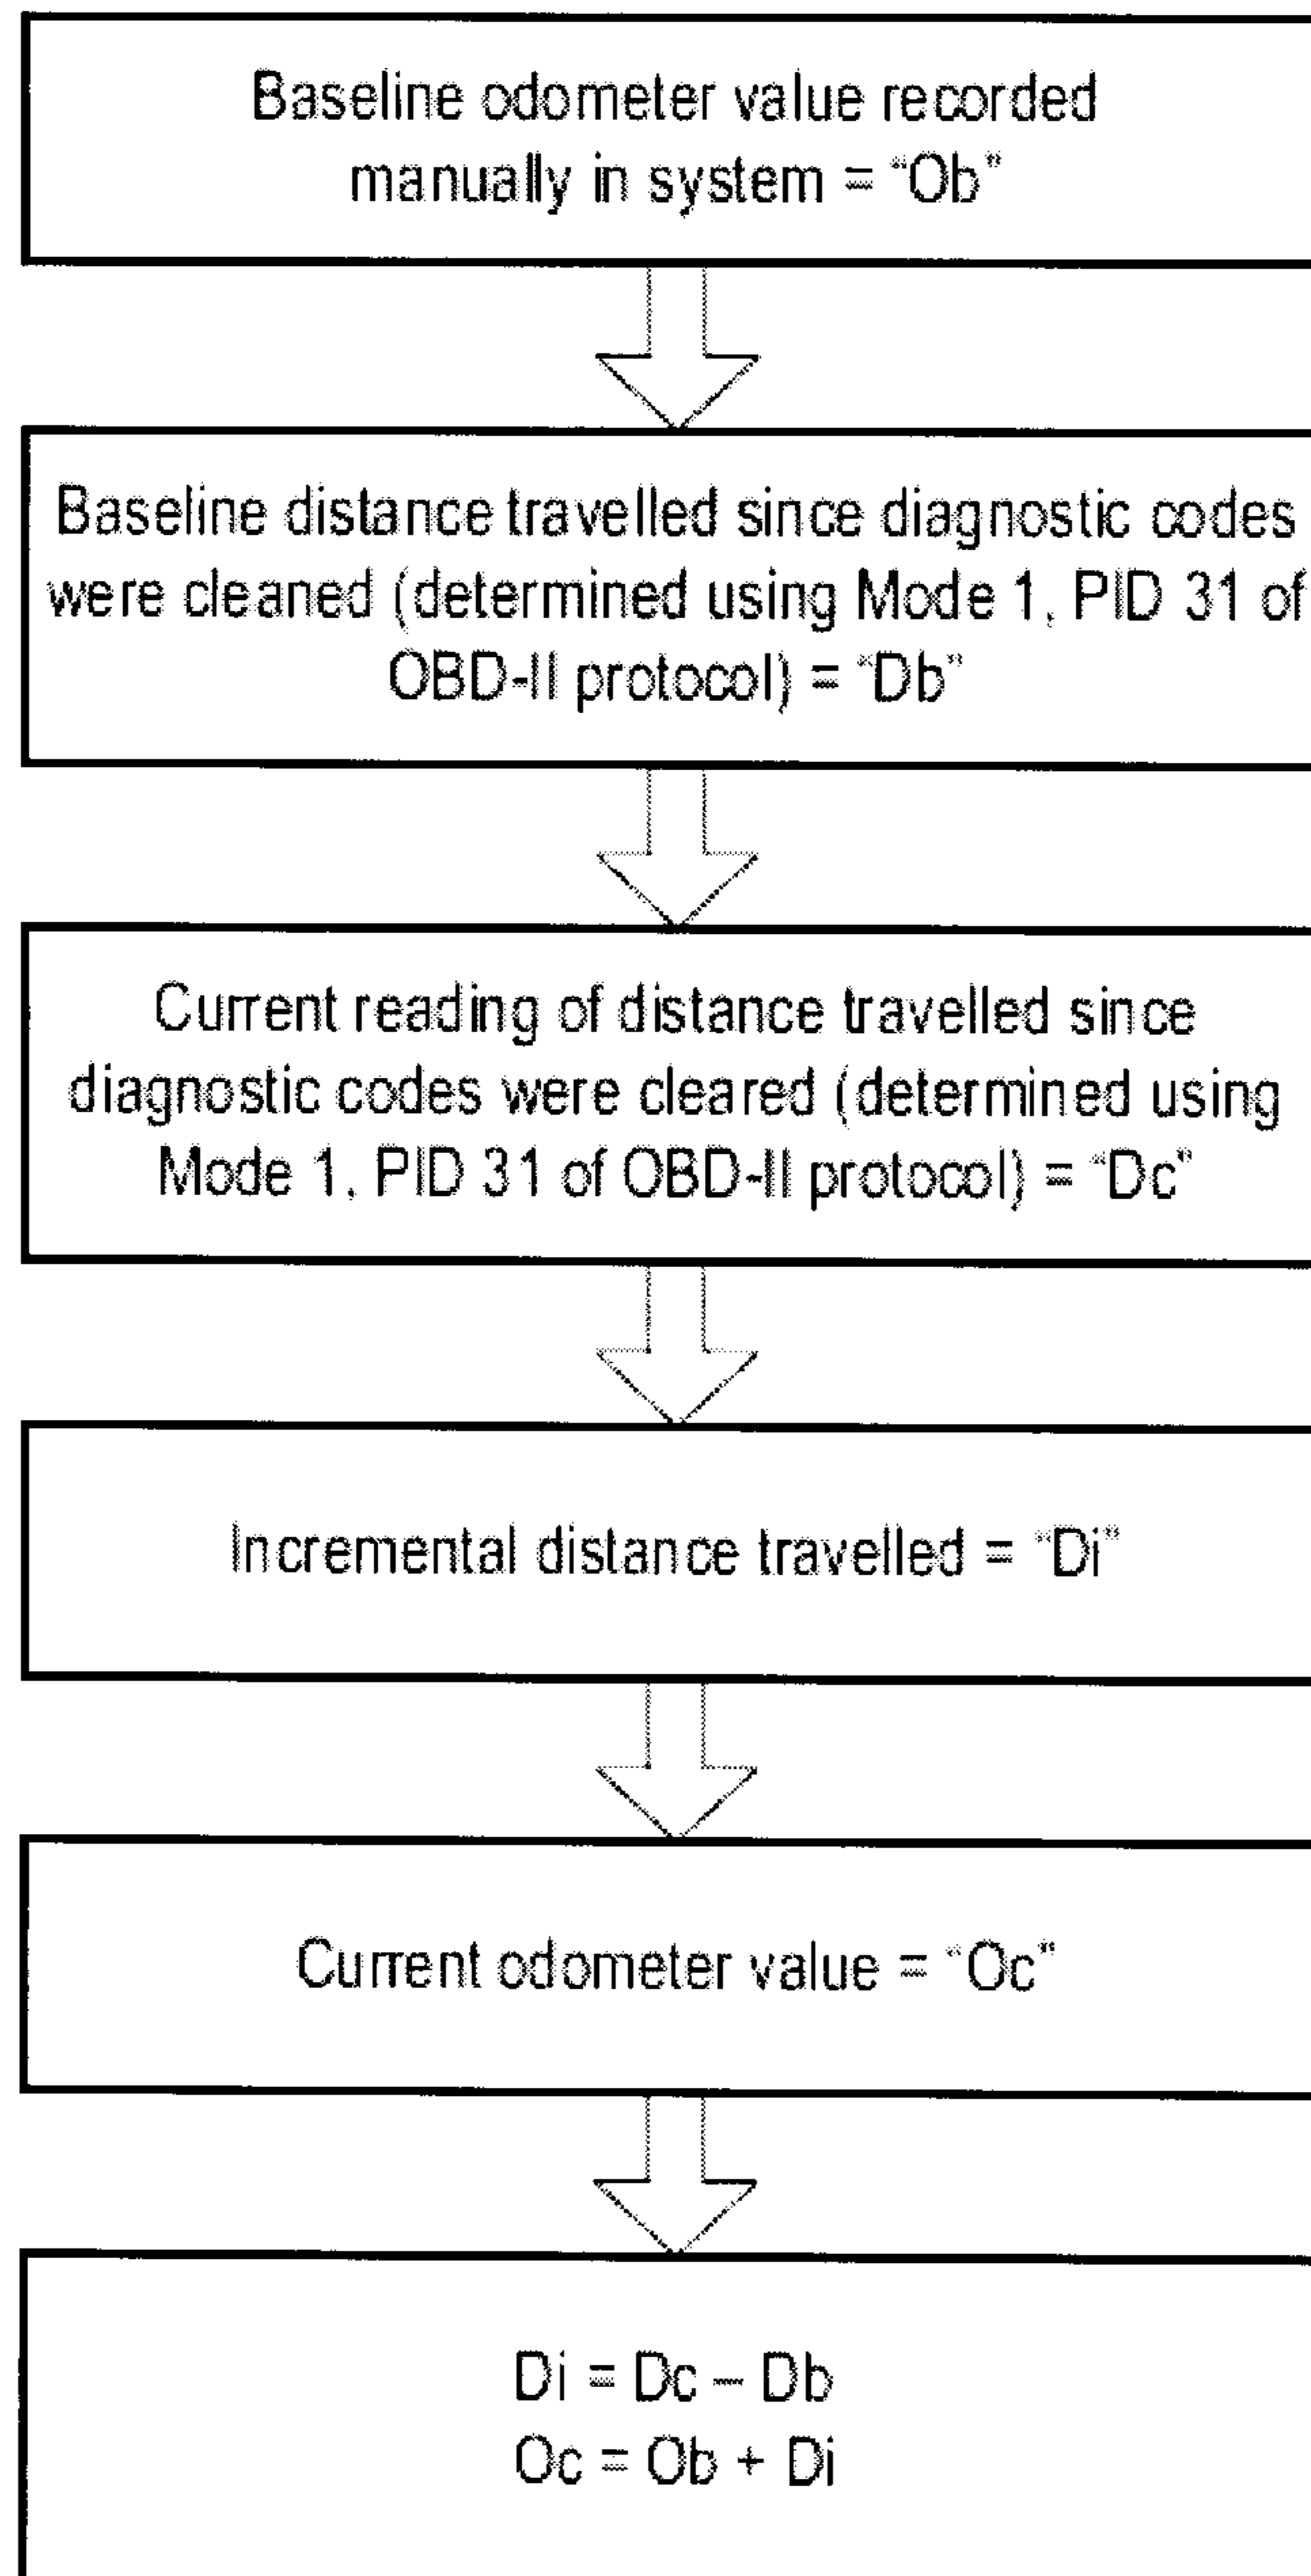 Baseline odometer value recorded
manually in system = "Ob"
Baseline distance travelled since diagnostic codes
were cleaned (determined using Mode 1, PID 31 of
OBD-II protocol) = "Db"
Current reading of distance travelled since
diagnostic codes were cleared (determined using
Mode 1, PID 31 of OBD-II protocol) = "Dc"
Incremental distance travelled = "Di"
Current odometer value = "Oc"
Di = Dc – Db
Oc = Ob + Di